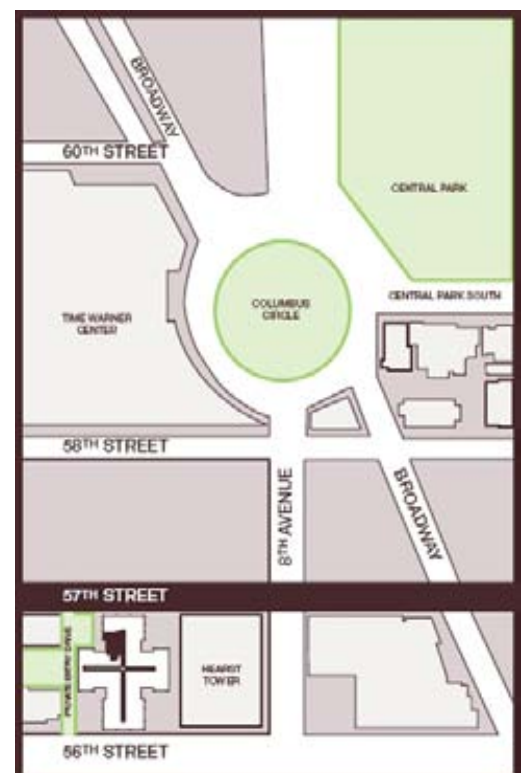 BROADWAY
60TH STREET
CENTRAL PARK
COLUMBUS
CIRCLE
CENTRAL PARK SOUTH
TIME WARNER
CENTER
58TH STREET
8TH AVENUE
BROADWAY
57TH STREET
HEARST
TOWER
56TH STREET